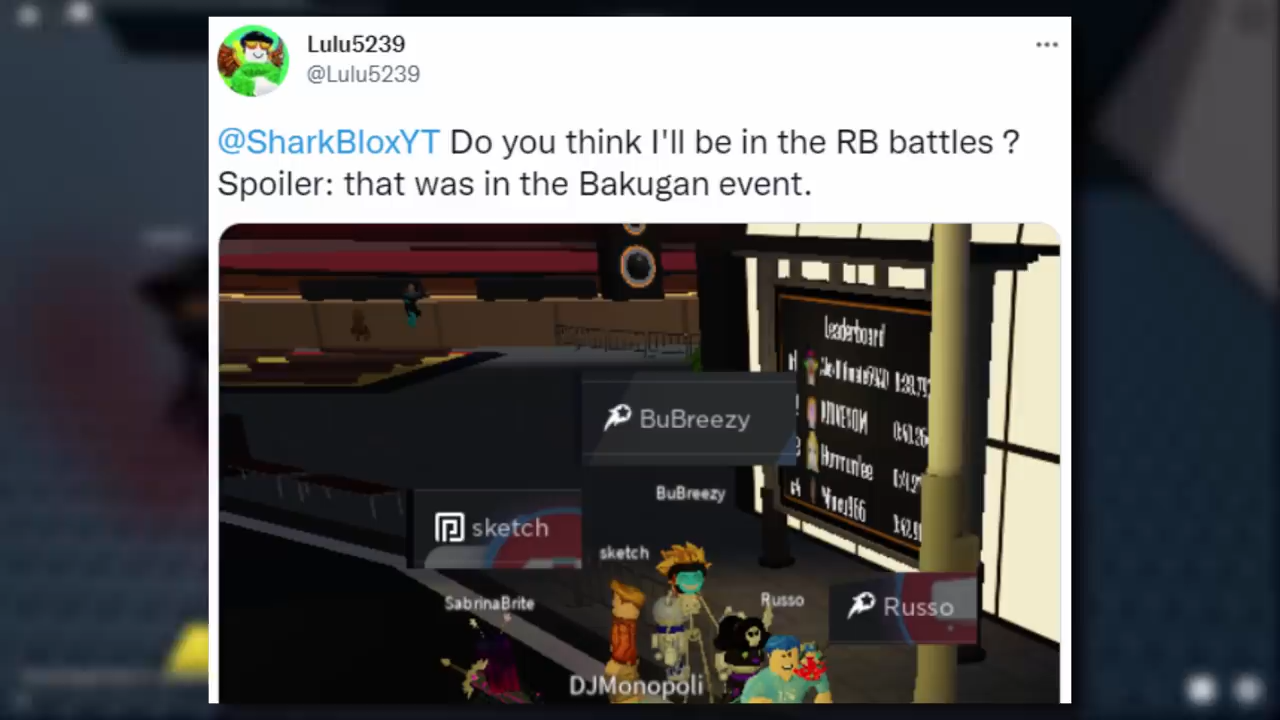 Lulu5239
@Lulu5239
@SharkBloxYT Do you think I'll be in the RB battles ?
Spoiler: that was in the Bakugan event.
Leaderboard
BuBreezy
BuBreezy
sketch
sketch
SabrinaBrite
Russo
Russo
DJMonopoli